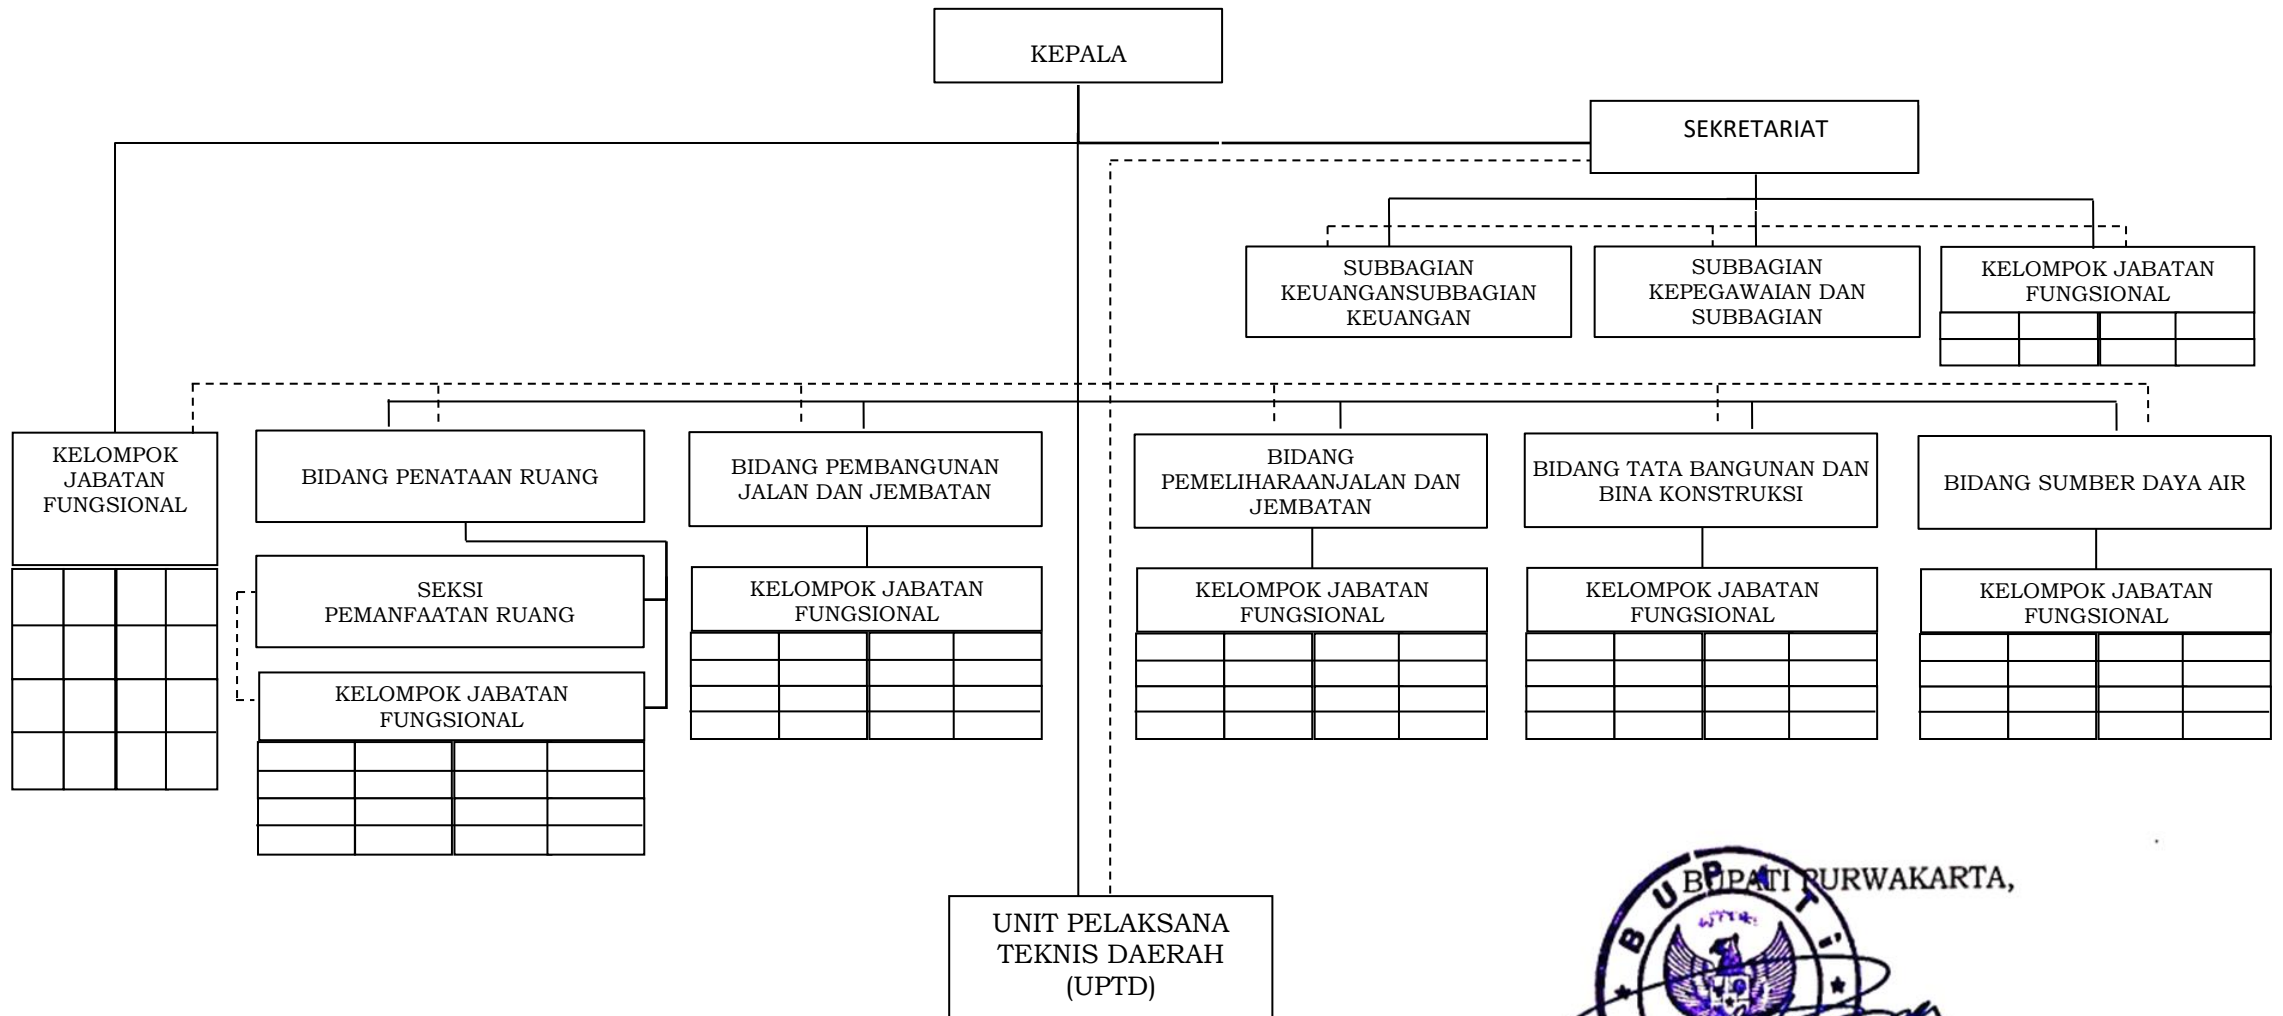 KEPALA
SEKRETARIAT
SUBBAGIAN
KEUANGANSUBBAGIAN
KEUANGAN
SUBBAGIAN
KEPEGAWAIAN DAN
SUBBAGIAN
KELOMPOK JABATAN
FUNGSIONAL
KELOMPOK
JABATAN
FUNGSIONAL
BIDANG PENATAAN RUANG
BIDANG PEMBANGUNAN
JALAN DAN JEMBATAN
BIDANG
PEMELIHARAANJALAN DAN
JEMBATAN
BIDANG TATA BANGUNAN DAN
BINA KONSTRUKSI
BIDANG SUMBER DAYA AIR
SEKSI
PEMANFAATAN RUANG
KELOMPOK JABATAN
FUNGSIONAL
KELOMPOK JABATAN
FUNGSIONAL
KELOMPOK JABATAN
FUNGSIONAL
KELOMPOK JABATAN
FUNGSIONAL
KELOMPOK JABATAN
FUNGSIONAL
UNIT PELAKSANA
TEKNIS DAERAH
(UPTD)
BUPATI PURWAKARTA,
BUPATI